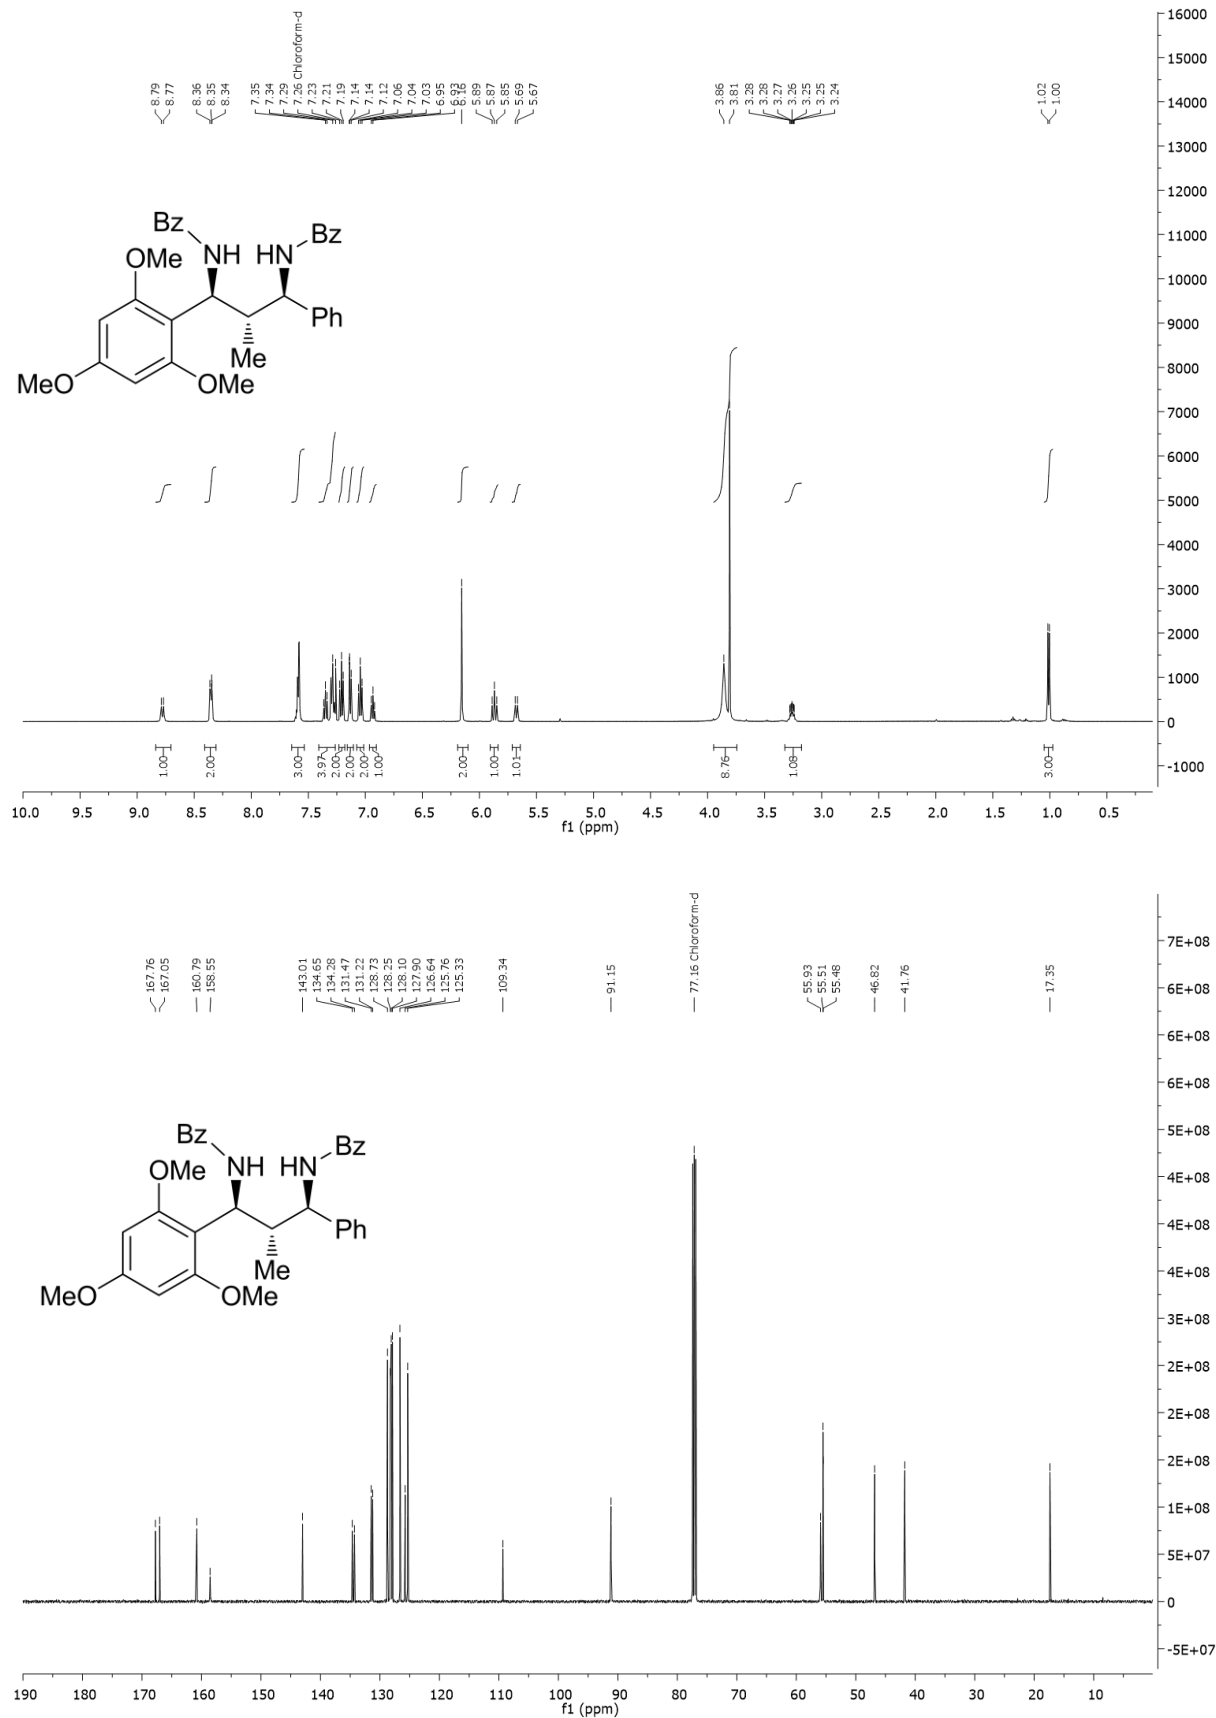 8.79
8.77
8.36
8.35
8.34
7.35
7.34
7.29
7.26 Chloroform-d
7.23
7.21
7.19
7.14
7.14
7.12
7.06
7.04
7.03
6.95
6.93
6.16
5.89
5.87
5.85
5.69
5.67
3.86
3.81
3.28
3.28
3.27
3.26
3.25
3.25
3.24
1.02
1.00
16000
15000
14000
13000
12000
11000
10000
9000
8000
7000
6000
5000
4000
3000
2000
1000
0
-1000
Bz
Bz
OMe NH HN
Ph
Me
MeO OMe
1.00
2.00
3.00
3.97
2.00
2.00
2.00
1.00
2.00
1.00
1.01
8.76
1.08
3.00
10.0 9.5 9.0 8.5 8.0 7.5 7.0 6.5 6.0 5.5 5.0 4.5 4.0 3.5 3.0 2.5 2.0 1.5 1.0 0.5
f1 (ppm)
167.76
167.05
160.79
158.55
143.01
134.65
134.28
131.47
131.22
128.73
128.25
128.10
127.90
126.64
125.76
125.33
109.34
91.15
77.16 Chloroform-d
55.93
55.51
55.48
46.82
41.76
17.35
7E+08
6E+08
6E+08
6E+08
5E+08
4E+08
4E+08
4E+08
3E+08
2E+08
2E+08
2E+08
1E+08
5E+07
0
-5E+07
Bz
Bz
OMe NH HN
Ph
Me
MeO OMe
190 180 170 160 150 140 130 120 110 100 90 80 70 60 50 40 30 20 10
f1 (ppm)